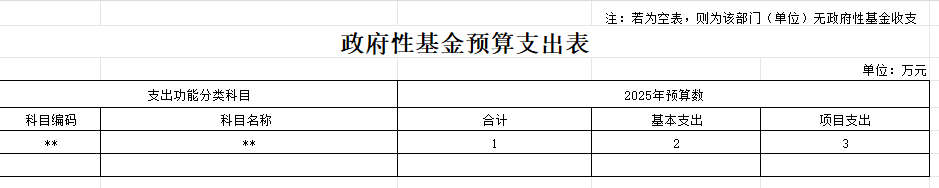 注：若为空表，则为该部门（单位）无政府性基金收支
政府性基金预算支出表
单位：万元
支出功能分类科目 2025年预算数
科目编码 科目名称 合计 基本支出 项目支出
** ** 1 2 3